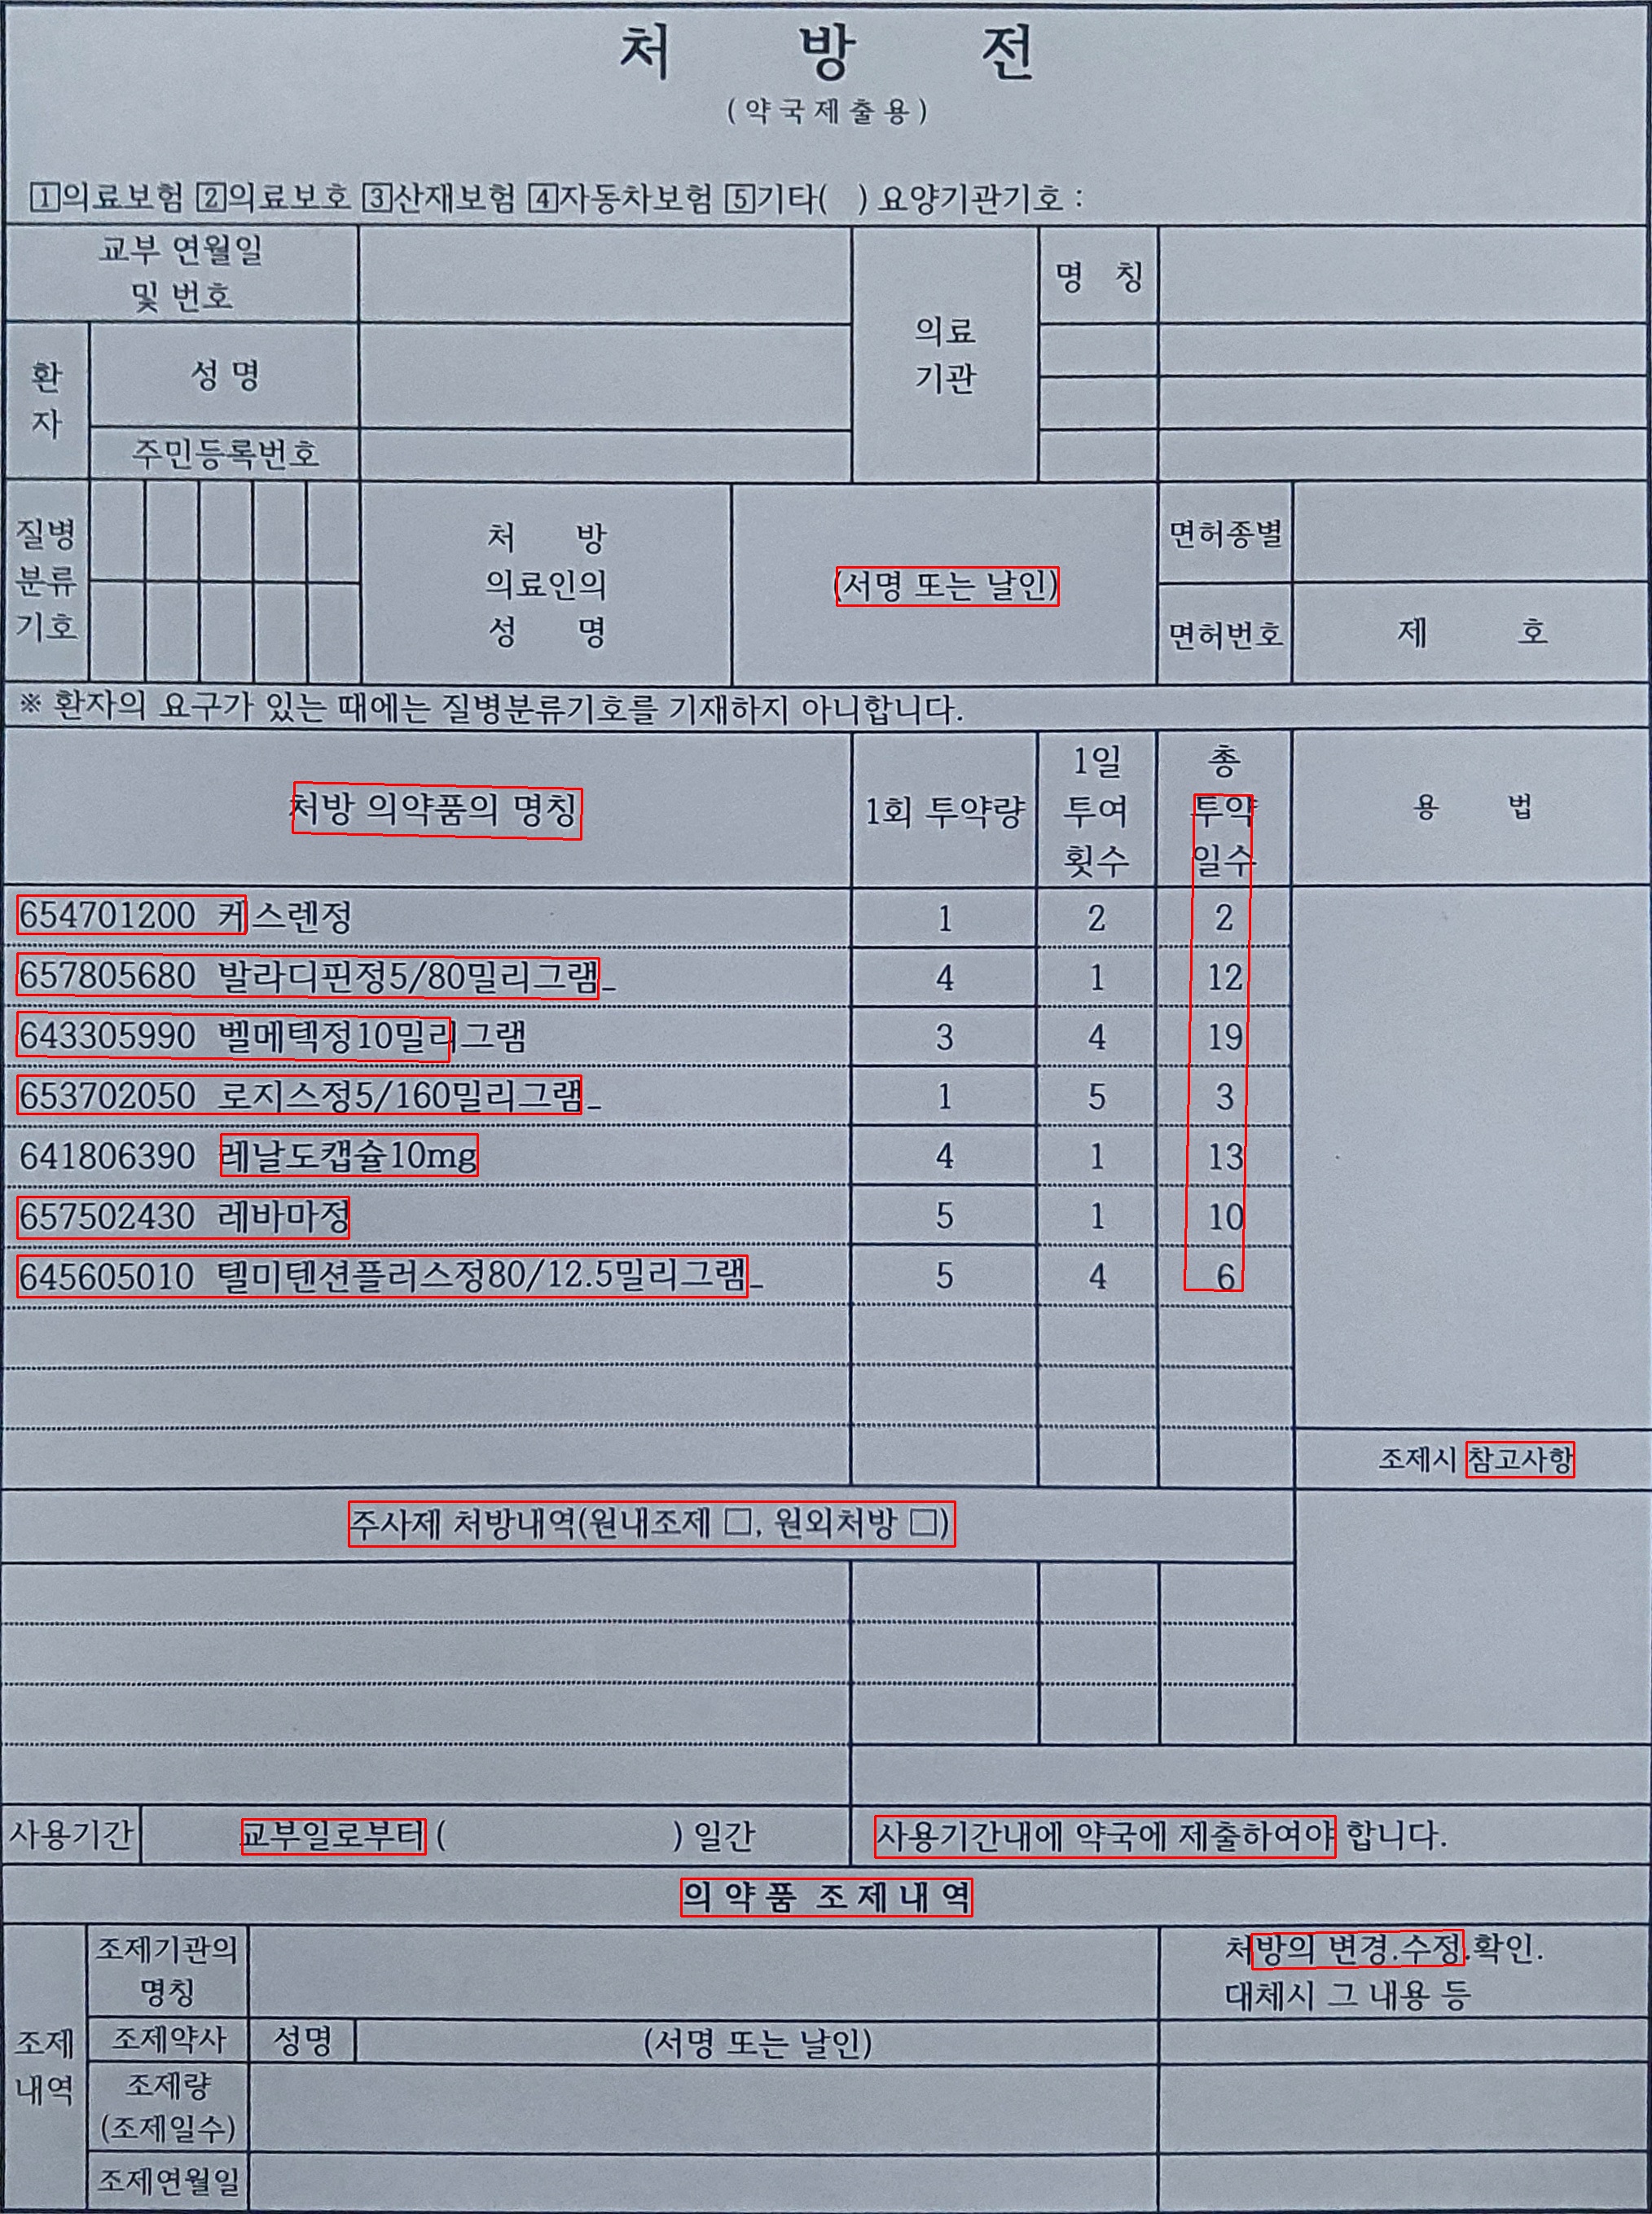 처 방 전
(약국제출용)
1 의료보험 2 의료보호 3 산재보험 4 자동차보험 5 기타( ) 요양기관기호 :
교부 연월일
및 번호
의료
기관
명 칭
환
자
성 명
주민등록번호
질병
분류
기호
처 방
의료인의
성 명
(서명 또는 날인)
면허종별
면허번호
제 호
※ 환자의 요구가 있는 때에는 질병분류기호를 기재하지 아니합니다.
처방 의약품의 명칭
1회 투약량
1일
투여
횟수
총
투약
일수
용 법
654701200 커스렌정 1 2 2
657805680 발라디핀정5/80밀리그램_ 4 1 12
643305990 벨메텍정10밀리그램 3 4 19
653702050 로지스정5/160밀리그램_ 1 5 3
641806390 레날도캡슐10mg 4 1 13
657502430 레바마정 5 1 10
645605010 텔미텐션플러스정80/12.5밀리그램_ 5 4 6
조제시 참고사항
주사제 처방내역(원내조제 □, 원외처방 □)
사용기간
교부일로부터 ( ) 일간
사용기간내에 약국에 제출하여야 합니다.
의 약 품 조 제 내 역
조제
내역
조제기관의
명칭
처방의 변경.수정.확인.
대체시 그 내용 등
조제약사
성명
(서명 또는 날인)
조제량
(조제일수)
조제연월일